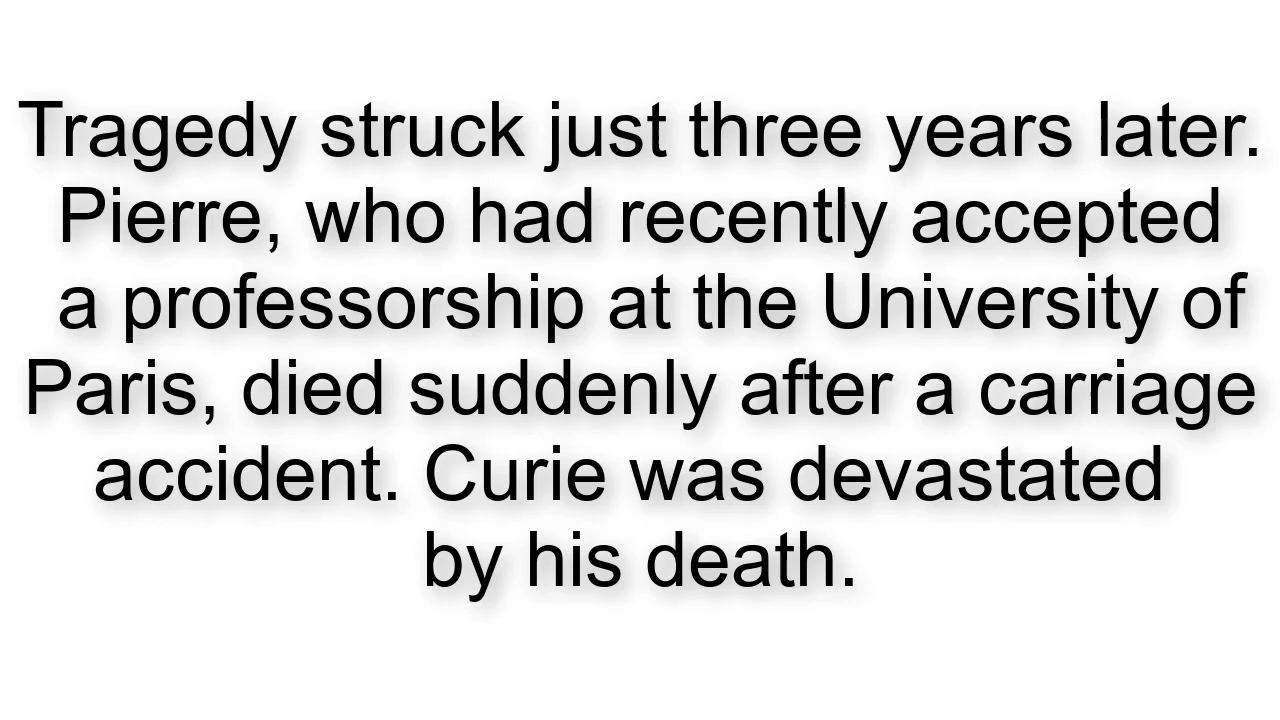 Tragedy struck just three years later.
Pierre, who had recently accepted
a professorship at the University of
Paris, died suddenly after a carriage
accident. Curie was devastated
by his death.